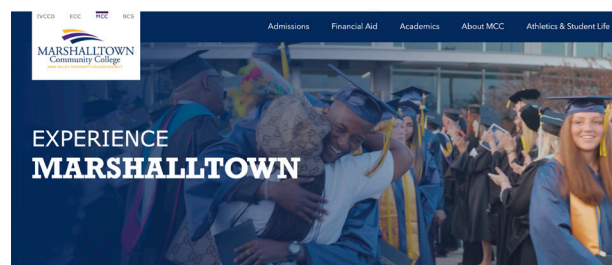 IVCCD ECC MCC BCS
Admissions Financial Aid Academics About MCC Athletics & Student Life
MARSHALLTOWN
Community College
EXPERIENCE
MARSHALLTOWN